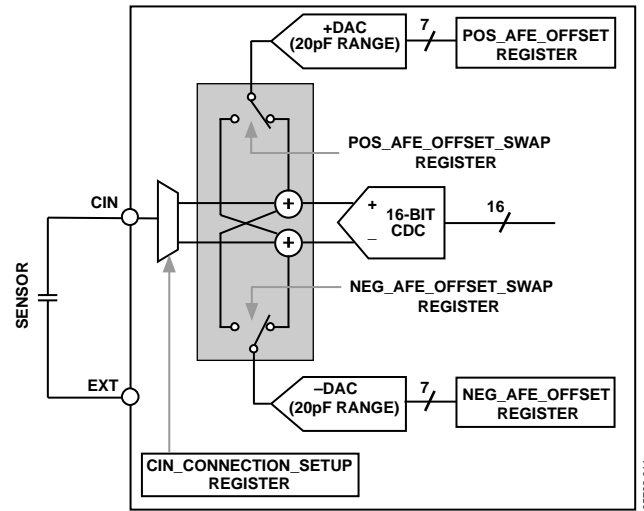 +DAC
(20pF RANGE)
7
POS_AFE_OFFSET
REGISTER
POS_AFE_OFFSET_SWAP
REGISTER
CIN
+
+
16-BIT
CDC
16
+
–
SENSOR
NEG_AFE_OFFSET_SWAP
REGISTER
EXT
–DAC
(20pF RANGE)
7
NEG_AFE_OFFSET
REGISTER
CIN_CONNECTION_SETUP
REGISTER